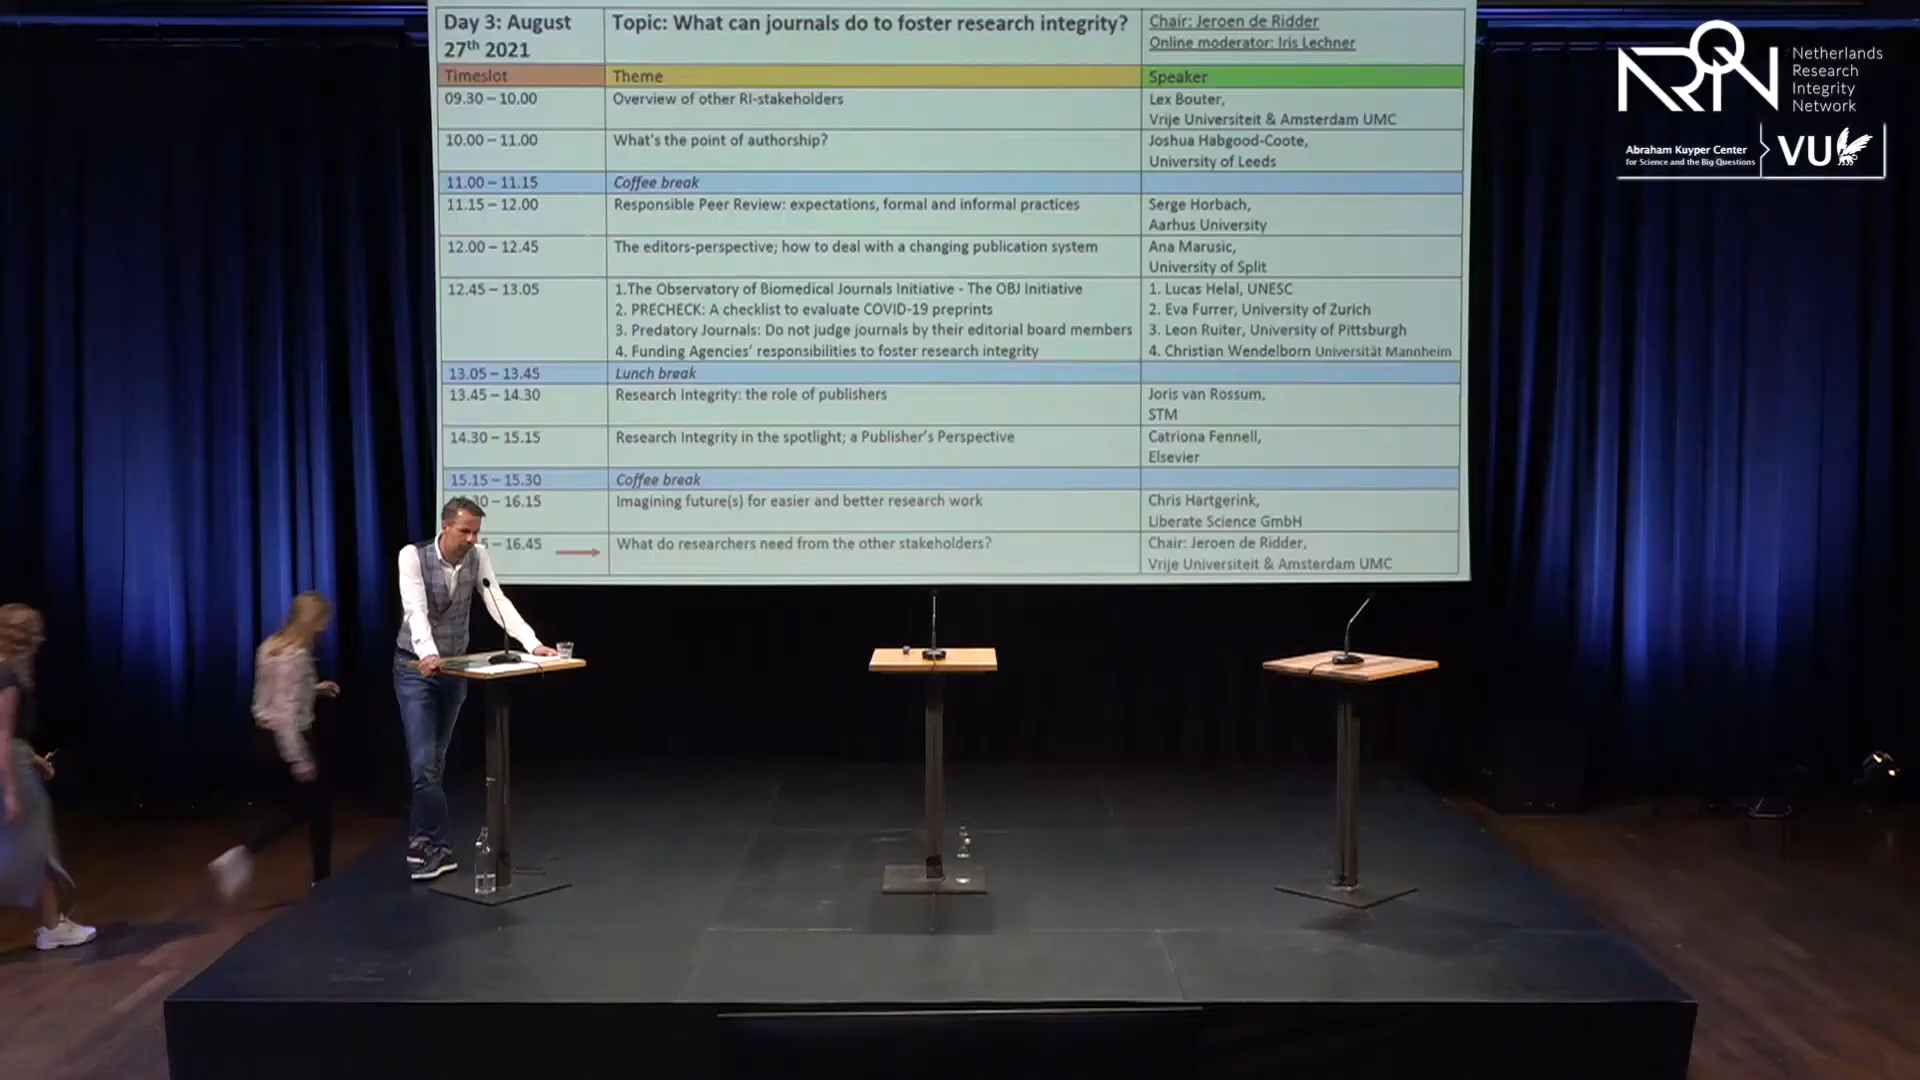 Day 3: August
27th 2021
Topic: What can journals do to foster research integrity?
Chair: Jeroen de Ridder
Online moderator: Iris Lechner
Timeslot
Theme
Speaker
09.30 – 10.00
Overview of other RI-stakeholders
Lex Bouter,
Vrije Universiteit & Amsterdam UMC
10.00 – 11.00
What's the point of authorship?
Joshua Habgood-Coote,
University of Leeds
11.00 – 11.15
Coffee break
11.15 – 12.00
Responsible Peer Review: expectations, formal and informal practices
Serge Horbach,
Aarhus University
12.00 – 12.45
The editors-perspective; how to deal with a changing publication system
Ana Marusic,
University of Split
12.45 – 13.05
1.The Observatory of Biomedical Journals Initiative - The OBJ Initiative
2. PRECHECK: A checklist to evaluate COVID-19 preprints
3. Predatory Journals: Do not judge journals by their editorial board members
4. Funding Agencies' responsibilities to foster research integrity
1. Lucas Helal, UNESC
2. Eva Furrer, University of Zurich
3. Leon Ruiter, University of Pittsburgh
4. Christian Wendelborn Universität Mannheim
13.05 – 13.45
Lunch break
13.45 – 14.30
Research Integrity: the role of publishers
Joris van Rossum,
STM
14.30 – 15.15
Research Integrity in the spotlight; a Publisher's Perspective
Catriona Fennell,
Elsevier
15.15 – 15.30
Coffee break
30 – 16.15
Imagining future(s) for easier and better research work
Chris Hartgerink,
Liberate Science GmbH
5 – 16.45
What do researchers need from the other stakeholders?
Chair: Jeroen de Ridder,
Vrije Universiteit & Amsterdam UMC
NRIN
Netherlands
Research
Integrity
Network
Abraham Kuyper Center
for Science and the Big Questions
VU